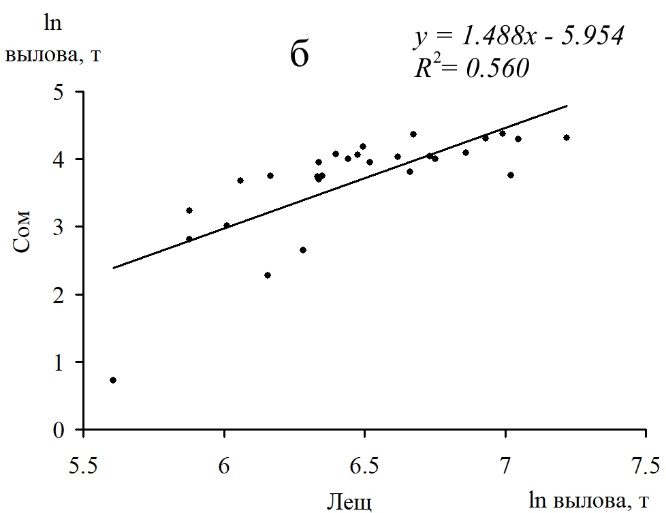 ln
вылова, т
б
y = 1.488x - 5.954
R²= 0.560
5
4
3
2
1
0
Сом
5.5 6 6.5 7 7.5
Лещ
ln вылова, т